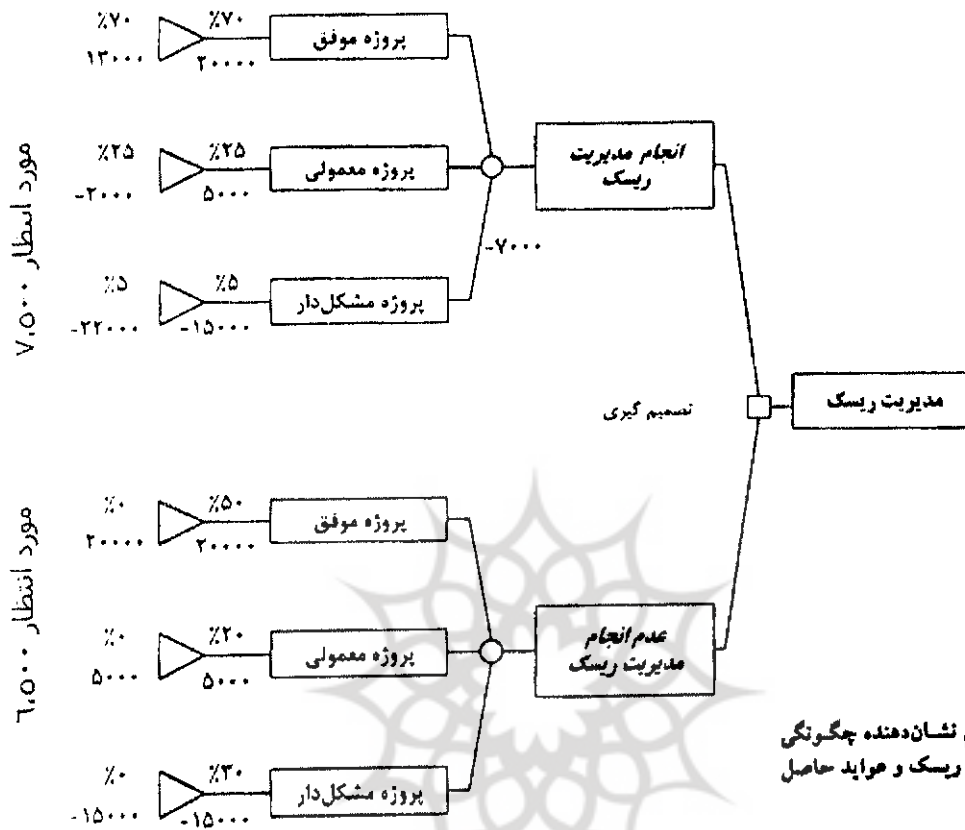 ٪۷۰
۱۳۰۰۰
٪۷۰
۲۰۰۰۰
پروژه موفق
٪۲۵
-۲۰۰۰
٪۲۵
۵۰۰۰
پروژه معمولی
٪۵
-۲۲۰۰۰
٪۵
-۱۵۰۰۰
پروژه مشکل‌دار
مورد انتظار ۷،۵۰۰
-۷۰۰۰
انجام مدیریت
ریسک
تصمیم گیری
مدیریت ریسک
٪۰
۲۰۰۰۰
٪۵۰
۲۰۰۰۰
پروژه موفق
٪۰
۵۰۰۰
٪۲۰
۵۰۰۰
پروژه معمولی
٪۰
-۱۵۰۰۰
٪۳۰
-۱۵۰۰۰
پروژه مشکل‌دار
مورد انتظار ٦،۵۰۰
عدم انجام
مدیریت ریسک
نشان‌دهنده چگونگی
ریسک و عواید حاصل